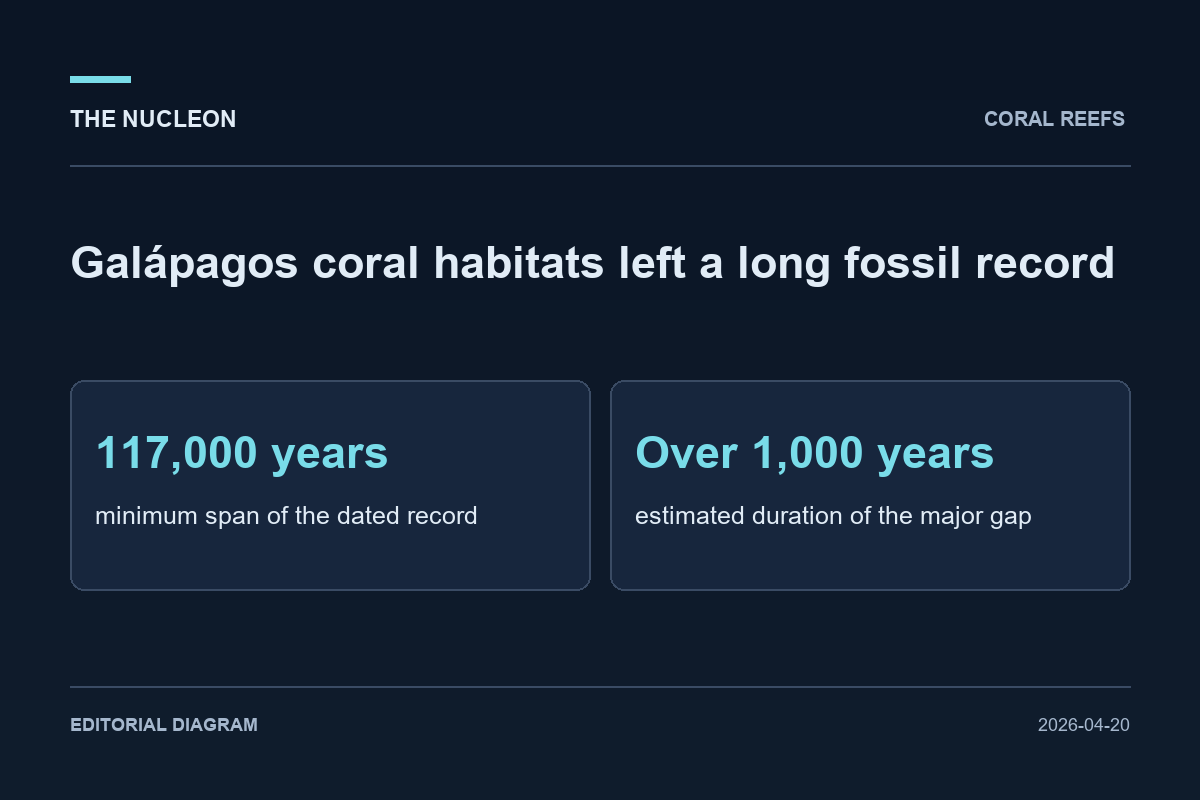 THE NUCLEON
CORAL REEFS
Galápagos coral habitats left a long fossil record
117,000 years
minimum span of the dated record
Over 1,000 years
estimated duration of the major gap
EDITORIAL DIAGRAM
2026-04-20